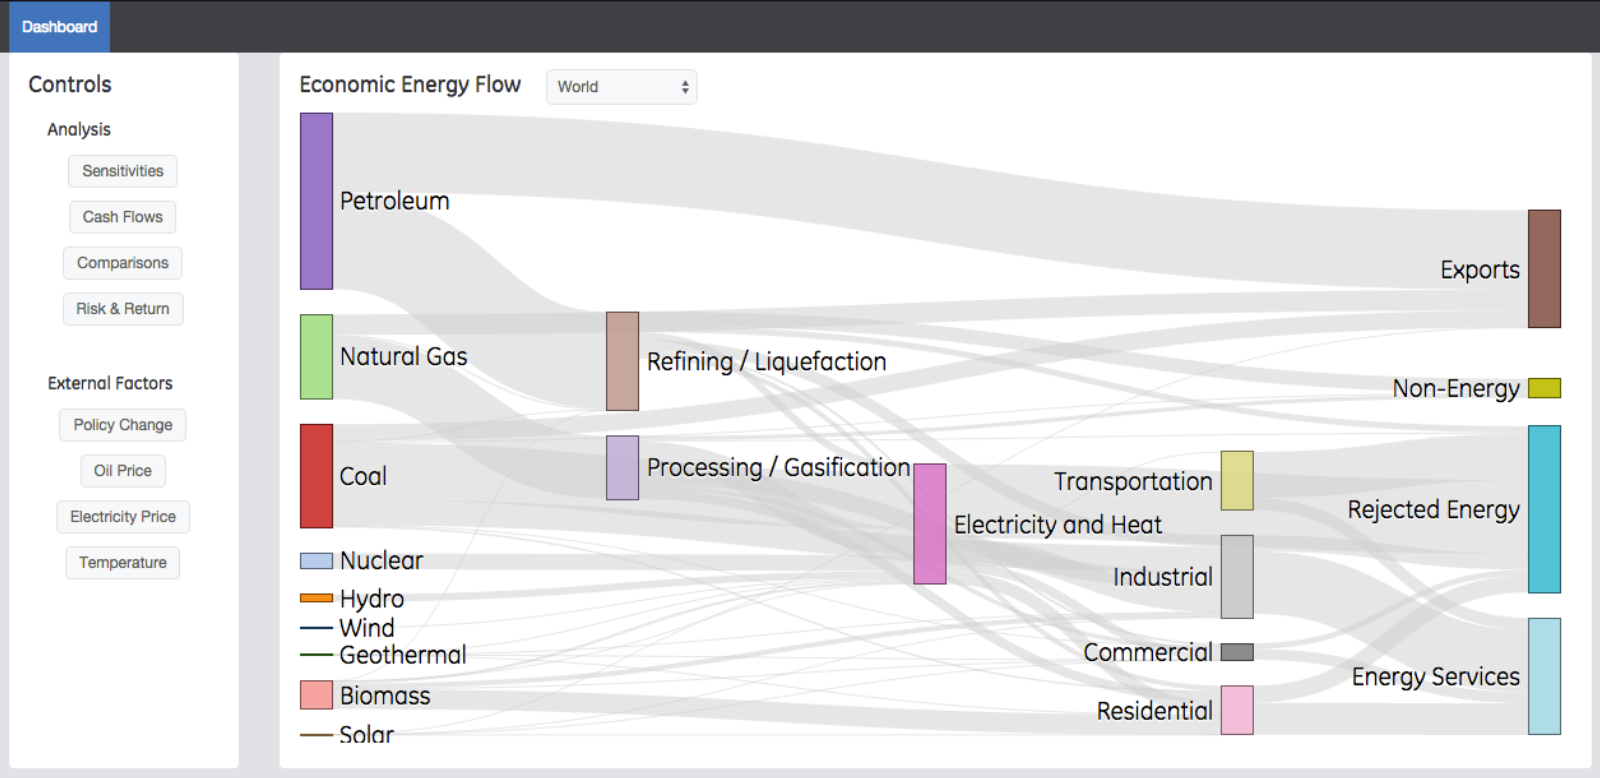 Dashboard
Controls
Analysis
Sensitivities
Cash Flows
Comparisons
Risk & Return
External Factors
Policy Change
Oil Price
Electricity Price
Temperature
Economic Energy Flow
World
Petroleum
Natural Gas
Coal
Nuclear
Hydro
Wind
Geothermal
Biomass
Solar
Refining / Liquefaction
Processing / Gasification
Electricity and Heat
Transportation
Industrial
Commercial
Residential
Exports
Non-Energy
Rejected Energy
Energy Services